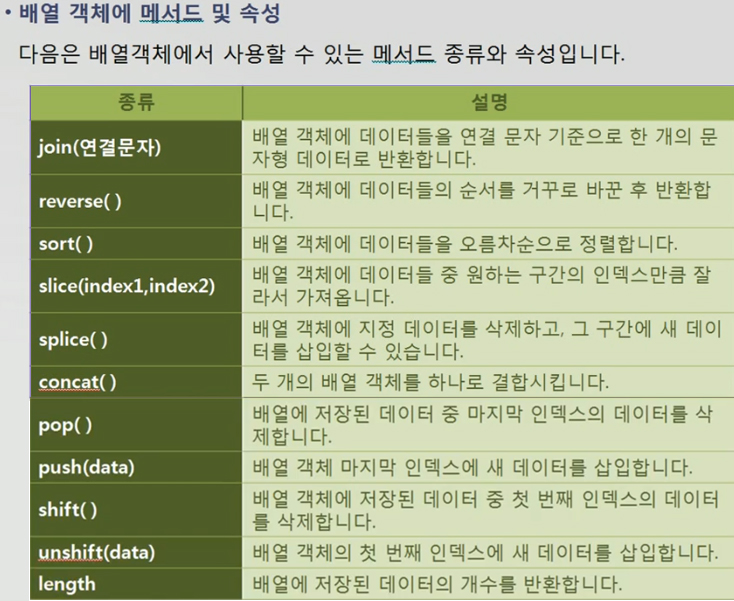 • 배열 객체에 메서드 및 속성
다음은 배열객체에서 사용할 수 있는 메서드 종류와 속성입니다.
종류 설명
join(연결문자) 배열 객체에 데이터들을 연결 문자 기준으로 한 개의 문
자형 데이터로 반환합니다.
reverse( ) 배열 객체에 데이터들의 순서를 거꾸로 바꾼 후 반환합
니다.
sort( ) 배열 객체에 데이터들을 오름차순으로 정렬합니다.
slice(index1,index2) 배열 객체에 데이터들 중 원하는 구간의 인덱스만큼 잘
라서 가져옵니다.
splice( ) 배열 객체에 지정 데이터를 삭제하고, 그 구간에 새 데이
터를 삽입할 수 있습니다.
concat( ) 두 개의 배열 객체를 하나로 결합시킵니다.
pop( ) 배열에 저장된 데이터 중 마지막 인덱스의 데이터를 삭
제합니다.
push(data) 배열 객체 마지막 인덱스에 새 데이터를 삽입합니다.
shift( ) 배열 객체에 저장된 데이터 중 첫 번째 인덱스의 데이터
를 삭제합니다.
unshift(data) 배열 객체의 첫 번째 인덱스에 새 데이터를 삽입합니다.
length 배열에 저장된 데이터의 개수를 반환합니다.